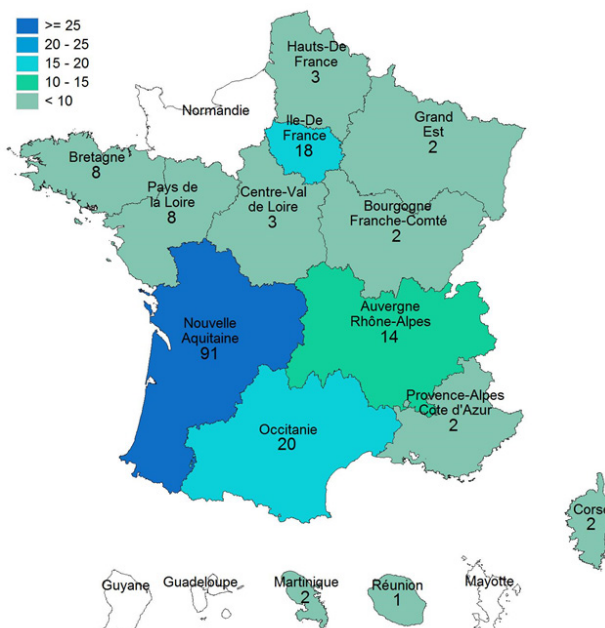 >= 25
20 - 25
15 - 20
10 - 15
< 10
Hauts-De
France
3
Normandie
Ile-De
France
18
Grand
Est
2
Bretagne
8
Pays de
la Loire
8
Centre-Val
de Loire
3
Bourgogne
Franche-Comté
2
Nouvelle
Aquitaine
91
Auvergne
Rhône-Alpes
14
Provence-Alpes
Côte d'Azur
2
Occitanie
20
Corse
2
Guyane
Guadeloupe
Martinique
2
Réunion
1
Mayotte